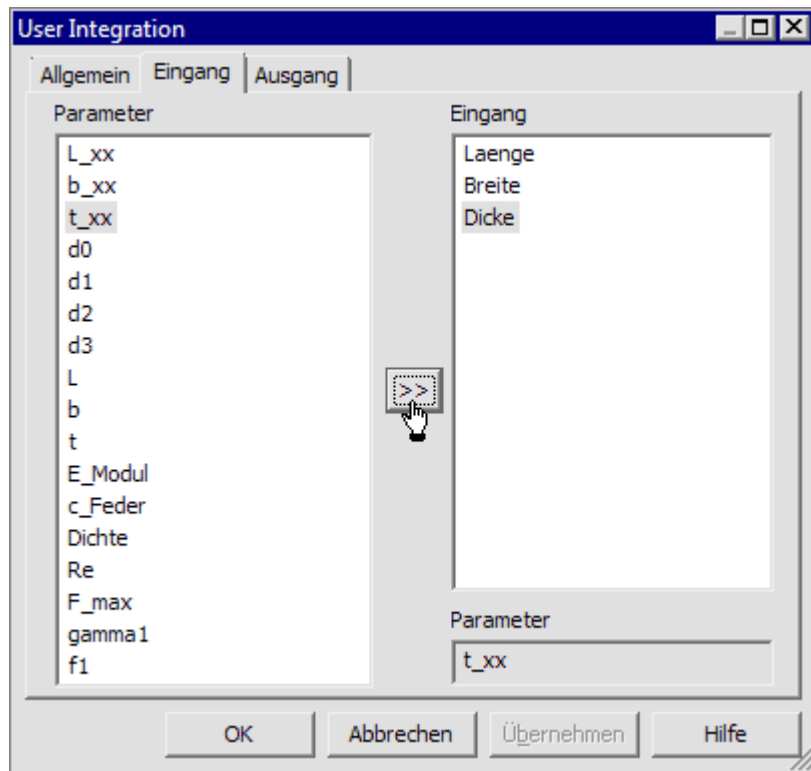 User Integration
Allgemein Eingang Ausgang
Parameter
L_xx
b_xx
t_xx
d0
d1
d2
d3
L
b
t
E_Modul
c_Feder
Dichte
Re
F_max
gamma1
f1
>>
Eingang
Laenge
Breite
Dicke
Parameter
t_xx
OK Abbrechen Übernehmen Hilfe